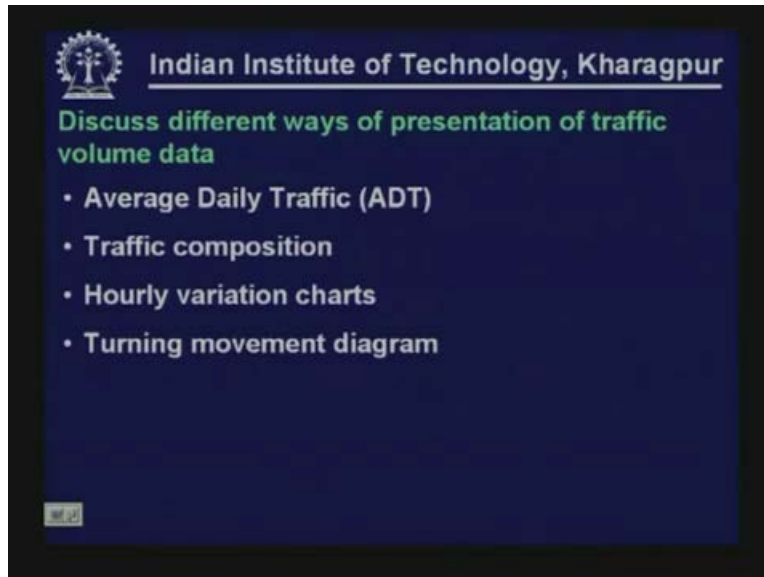 Indian Institute of Technology, Kharagpur
Discuss different ways of presentation of traffic
volume data
• Average Daily Traffic (ADT)
• Traffic composition
• Hourly variation charts
• Turning movement diagram